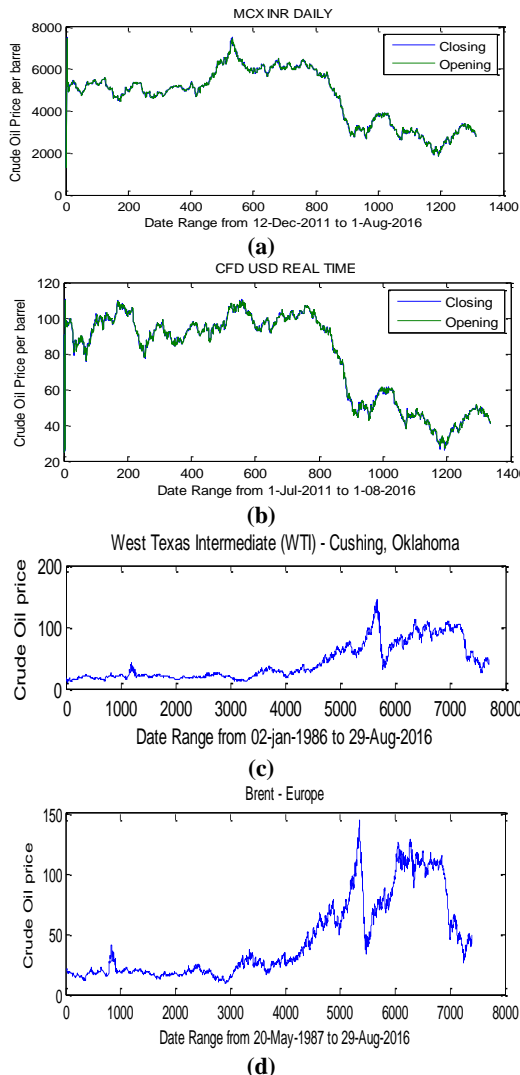 MCX INR DAILY
8000
6000
4000
2000
0
Crude Oil Price per barrel
Closing
Opening
0 200 400 600 800 1000 1200 1400
Date Range from 12-Dec-2011 to 1-Aug-2016
(a)
CFD USD REAL TIME
120
100
80
60
40
20
Crude Oil Price per barrel
Closing
Opening
0 200 400 600 800 1000 1200 140
Date Range from 1-Jul-2011 to 1-08-2016
(b)
West Texas Intermediate (WTI) - Cushing, Oklahoma
200
100
0
Crude Oil price
0 1000 2000 3000 4000 5000 6000 7000 8000
Date Range from 02-jan-1986 to 29-Aug-2016
(c)
Brent - Europe
150
100
50
0
Crude Oil price
0 1000 2000 3000 4000 5000 6000 7000 8000
Date Range from 20-May-1987 to 29-Aug-2016
(d)